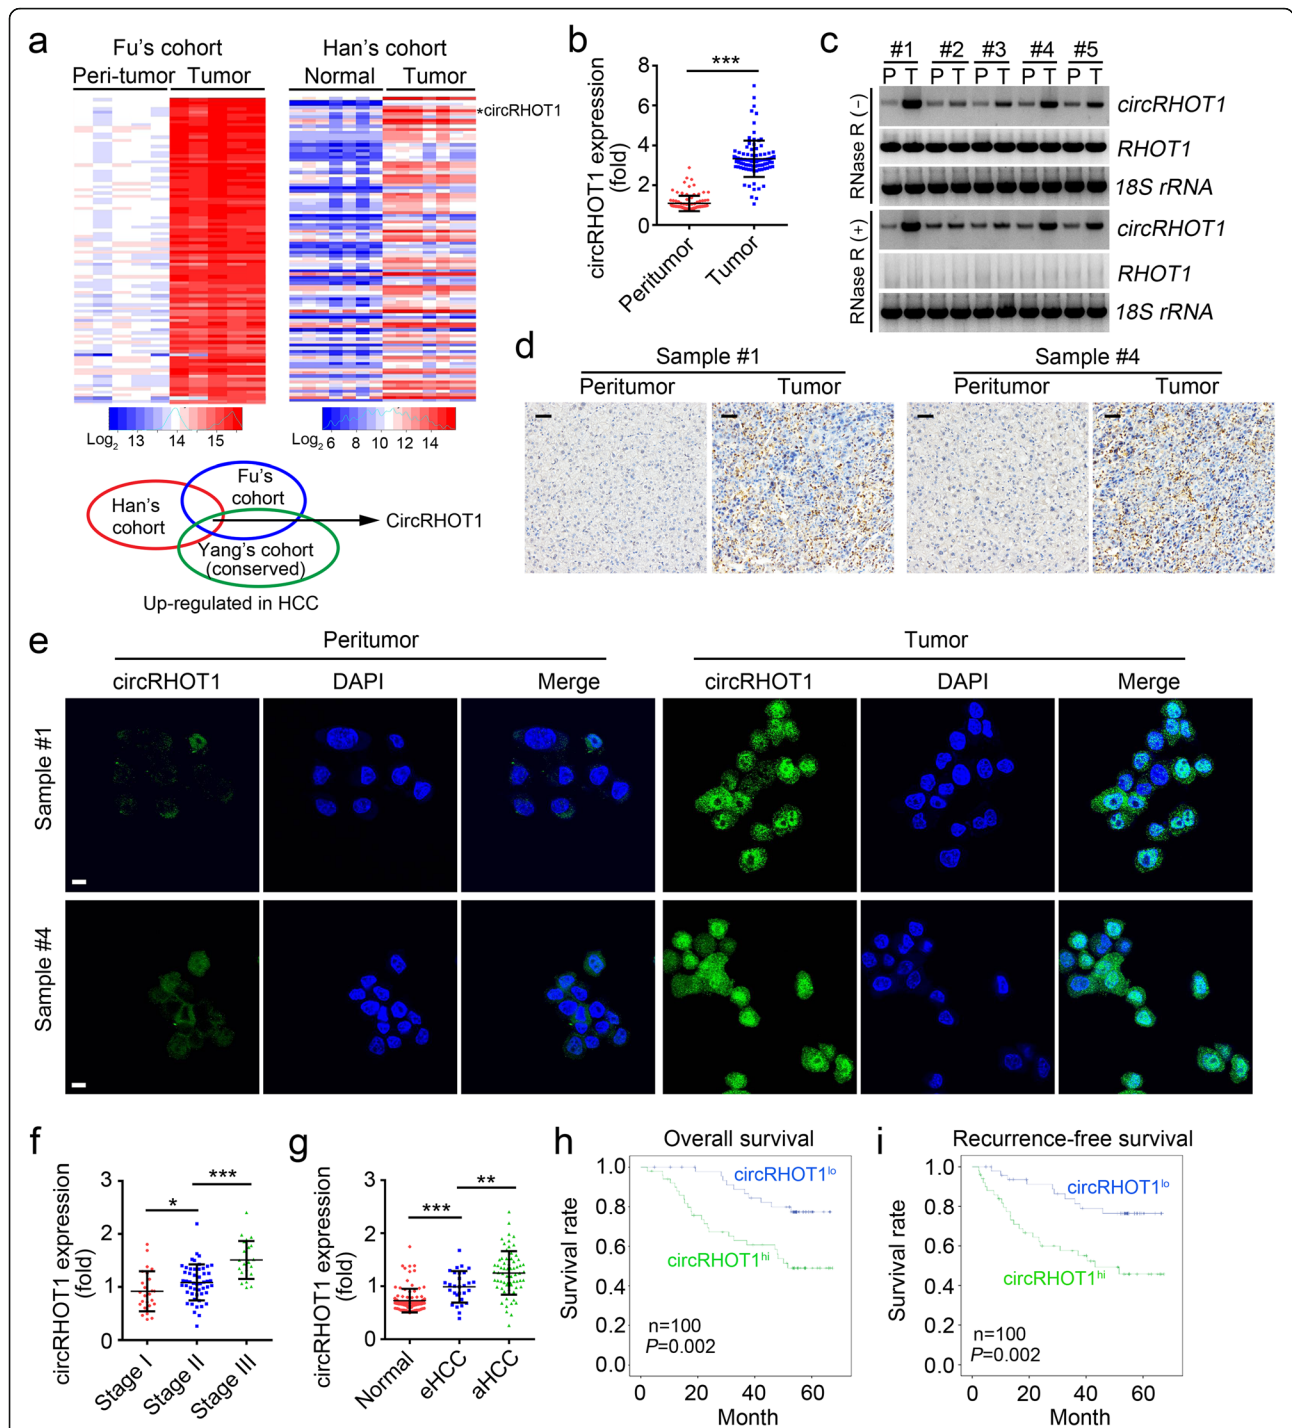 a
Fu's cohort
Han's cohort
Peri-tumor Tumor
Normal Tumor
*circRHOT1
Log2 13 14 15
Log2 6 8 10 12 14
Han's cohort
Fu's cohort
Yang's cohort (conserved)
CircRHOT1
Up-regulated in HCC
b
circRHOT1 expression (fold)
8
6
4
2
0
***
Peritumor
Tumor
c
#1 #2 #3 #4 #5
P T P T P T P T P T
RNase R (-)
circRHOT1
RHOT1
18S rRNA
RNase R (+)
circRHOT1
RHOT1
18S rRNA
d
Sample #1
Sample #4
Peritumor Tumor
Peritumor Tumor
e
Peritumor
Tumor
circRHOT1 DAPI Merge
circRHOT1 DAPI Merge
Sample #1
Sample #4
f
circRHOT1 expression (fold)
3
2
1
0
*
***
Stage I
Stage II
Stage III
g
circRHOT1 expression (fold)
3
2
1
0
***
**
Normal
eHCC
aHCC
h
Overall survival
Survival rate
1.0
0.8
0.6
0.4
0.2
0.0
circRHOT1lo
circRHOT1hi
n=100
P=0.002
0 20 40 60
Month
i
Recurrence-free survival
Survival rate
1.0
0.8
0.6
0.4
0.2
0.0
circRHOT1lo
circRHOT1hi
n=100
P=0.002
0 20 40 60
Month